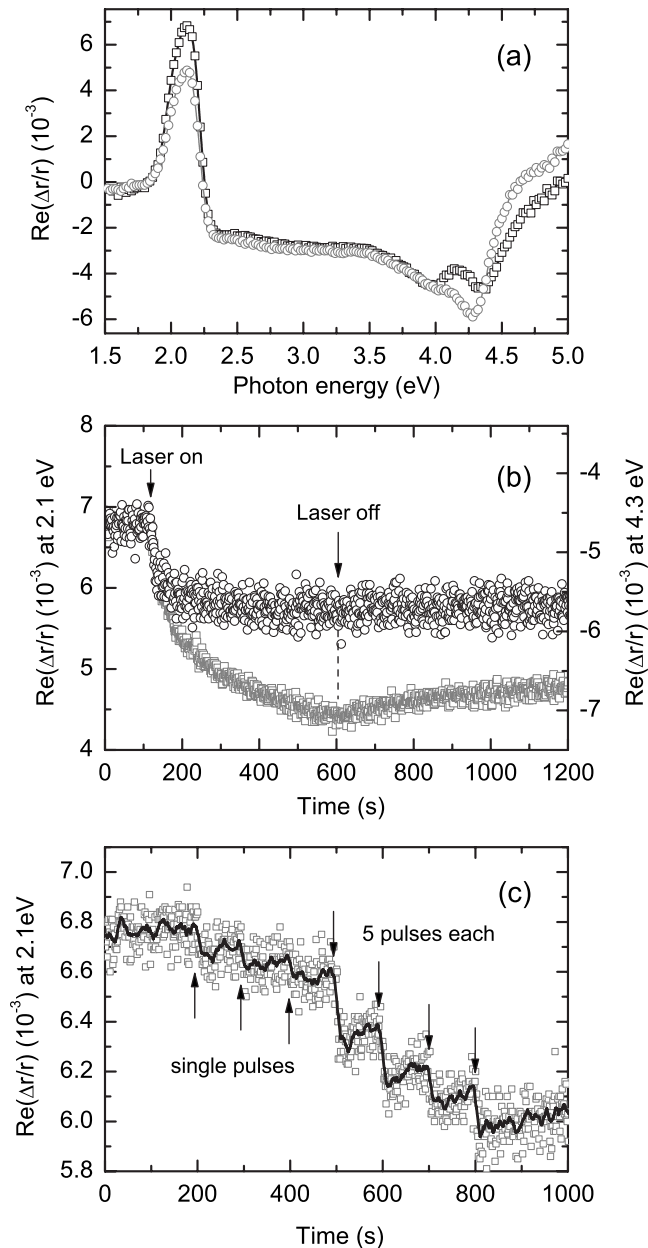 (a)
Re(Δr/r) (10⁻³)
6
4
2
0
-2
-4
-6
1.5 2.0 2.5 3.0 3.5 4.0 4.5 5.0
Photon energy (eV)
(b)
Laser on
Laser off
Re(Δr/r) (10⁻³) at 2.1 eV
8
7
6
5
4
-4
-5
-6
-7
Re(Δr/r) (10⁻³) at 4.3 eV
0 200 400 600 800 1000 1200
Time (s)
(c)
5 pulses each
single pulses
Re(Δr/r) (10⁻³) at 2.1eV
7.0
6.8
6.6
6.4
6.2
6.0
5.8
0 200 400 600 800 1000
Time (s)